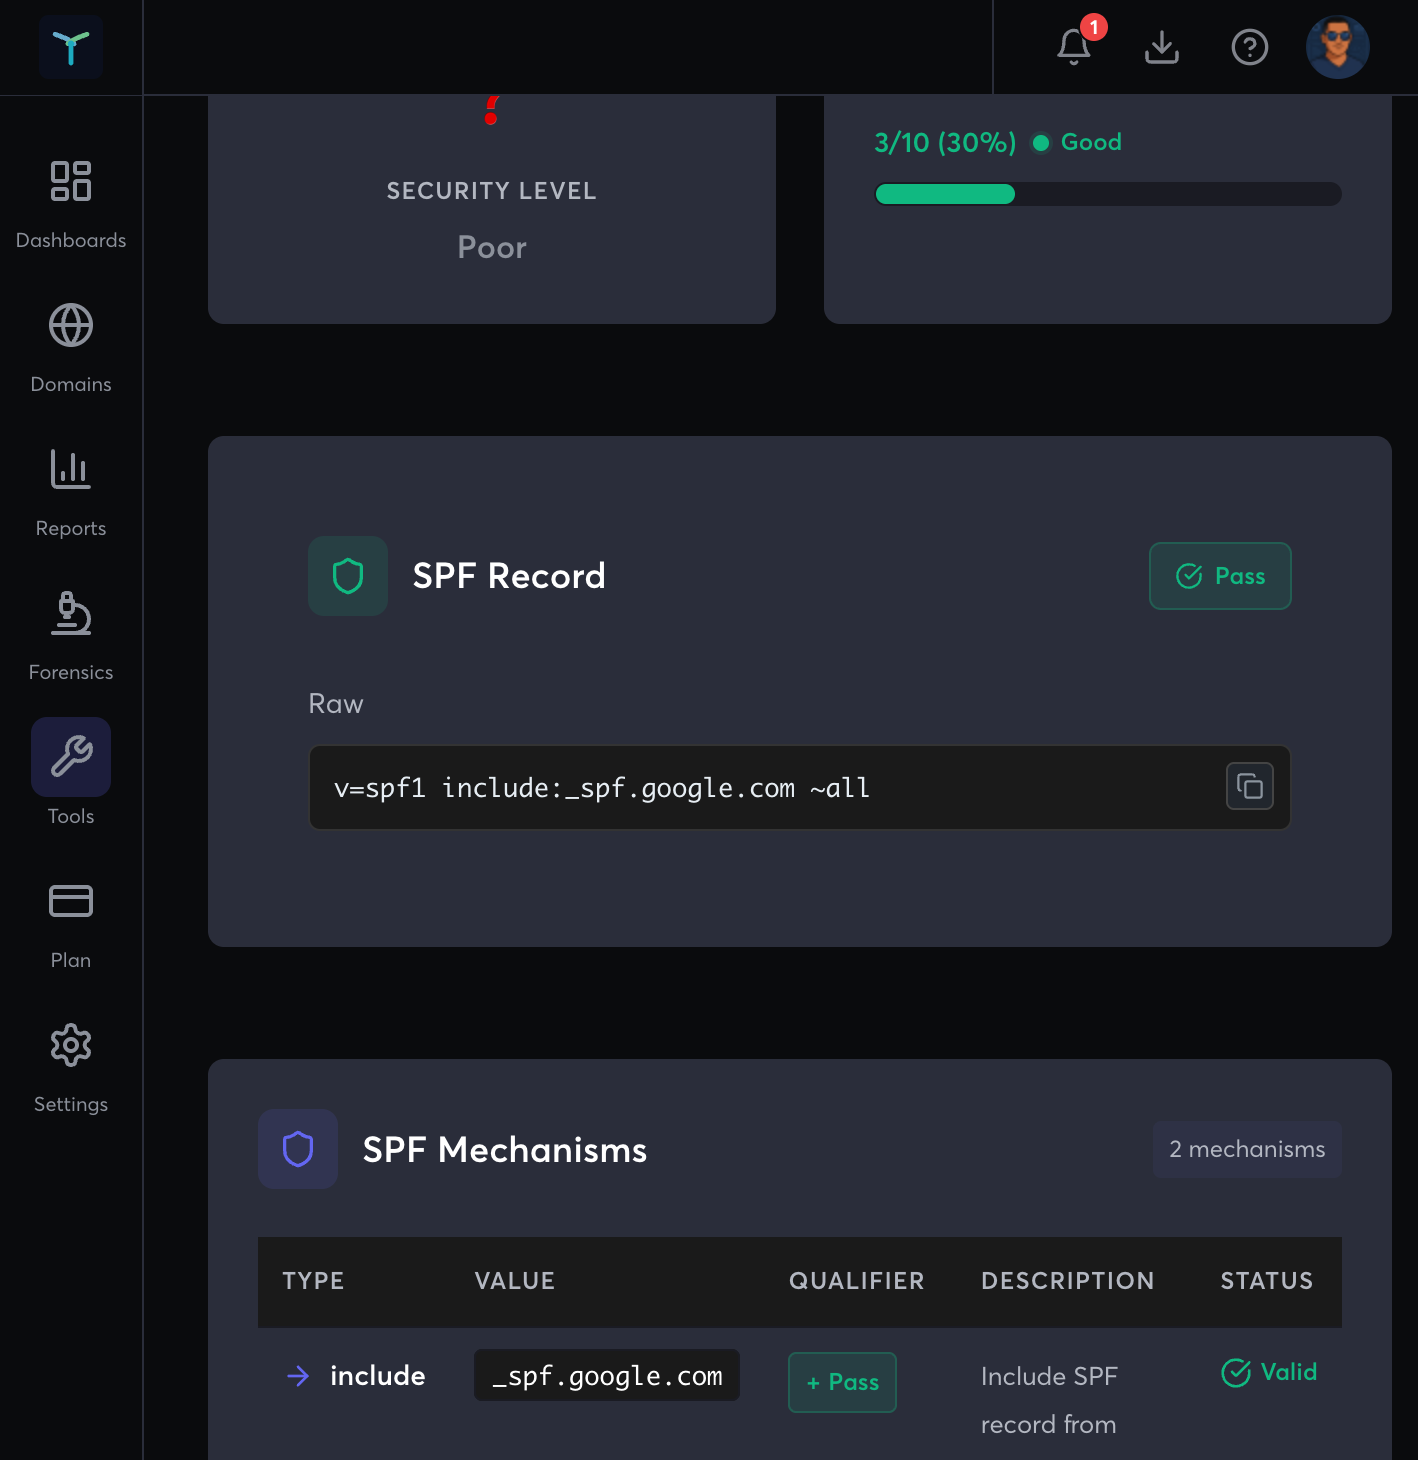 1
Dashboards
Domains
Reports
Forensics
Tools
Plan
Settings
?
SECURITY LEVEL
Poor
3/10 (30%) Good
SPF Record
Pass
Raw
v=spf1 include:_spf.google.com ~all
SPF Mechanisms
2 mechanisms
TYPE VALUE QUALIFIER DESCRIPTION STATUS
include _spf.google.com + Pass Include SPF Valid
record from